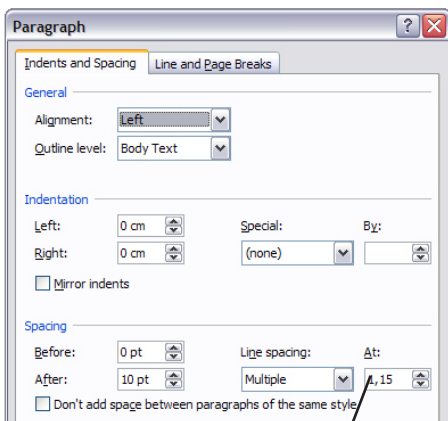 Paragraph
Indents and Spacing Line and Page Breaks
General
Alignment: Left
Outline level: Body Text
Indentation
Left: 0 cm Special: By:
Right: 0 cm (none)
Mirror indents
Spacing
Before: 0 pt Line spacing: At:
After: 10 pt Multiple 1,15
Don't add space between paragraphs of the same style